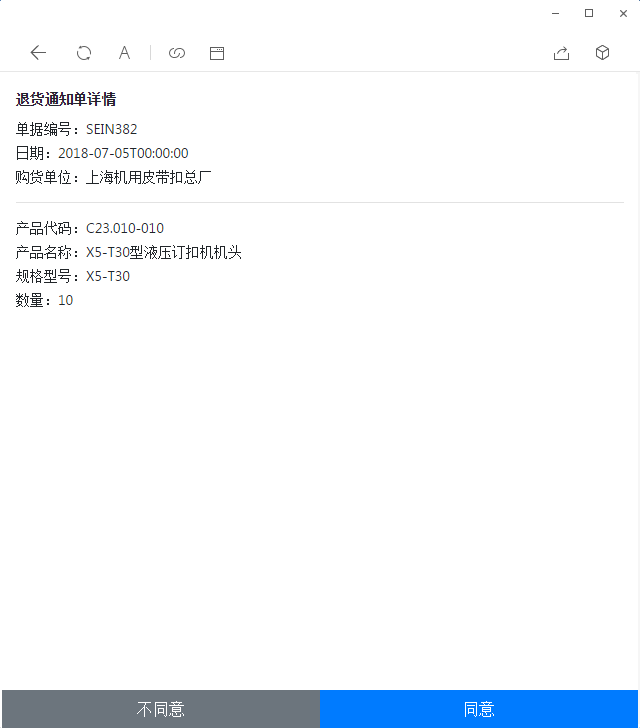 退货通知单详情
单据编号：SEIN382
日期：2018-07-05T00:00:00
购货单位：上海机用皮带扣总厂
产品代码：C23.010-010
产品名称：X5-T30型液压订扣机机头
规格型号：X5-T30
数量：10
不同意
同意